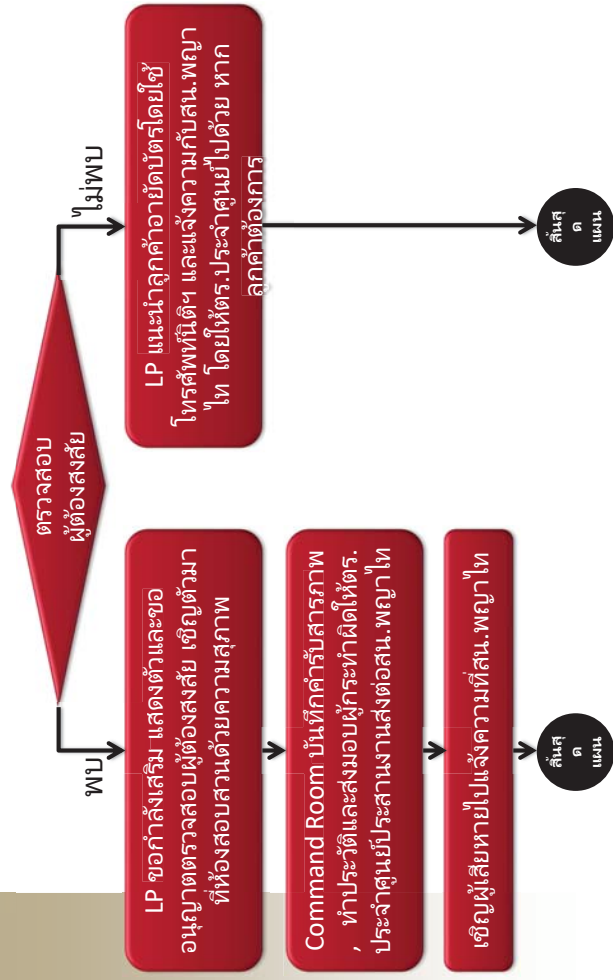 ตรวจสอบ
ผู้ต้องสงสัย
พบ
ไม่พบ
LP ขอกำลังเสริม แสดงตัวและขอ
อนุญาตตรวจสอบผู้ต้องสงสัย เชิญตัวมา
ที่ห้องสอบสวนด้วยความสุภาพ
Command Room บันทึกคำรับสารภาพ
, ทำประวัติและส่งมอบผู้กระทำผิดให้ตร.
ประจำศูนย์ประสานงานส่งต่อสน.พญาไท
เชิญผู้เสียหายไปแจ้งความที่สน.พญาไท
สิ้นสุ
ด
แผน
LP แนะนำลูกค้าอายัดบัตรโดยใช้
โทรศัพท์นิติฯ และแจ้งความกับสน.พญา
ไท โดยให้ตร.ประจำศูนย์ไปด้วย หาก
ลูกค้าต้องการ
สิ้นสุ
ด
แผน